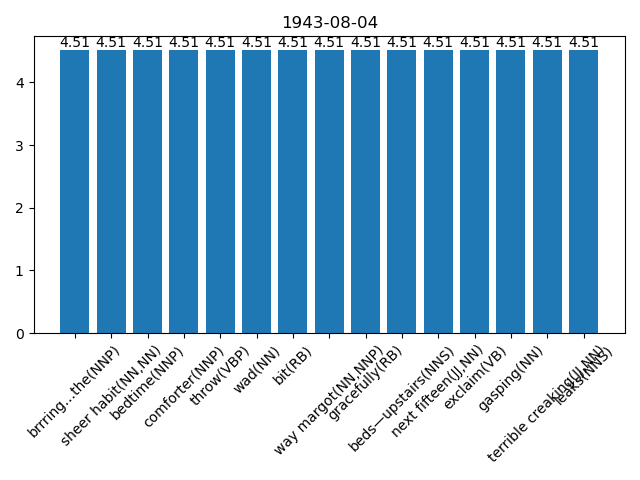 1943-08-04
4.51 4.51 4.51 4.51 4.51 4.51 4.51 4.51 4.51 4.51 4.51 4.51 4.51 4.51 4.51
4
3
2
1
0
brrring...the(NNP)
sheer habit(NN,NN)
bedtime(NNP)
comforter(NNP)
throw(VBP)
wad(NN)
bit(RB)
way margot(NN,NNP)
gracefully(RB)
beds—upstairs(NNS)
next fifteen(JJ,NN)
exclaim(VB)
gasping(NN)
terrible creaking(JJ,NN)
leaks(NNS)